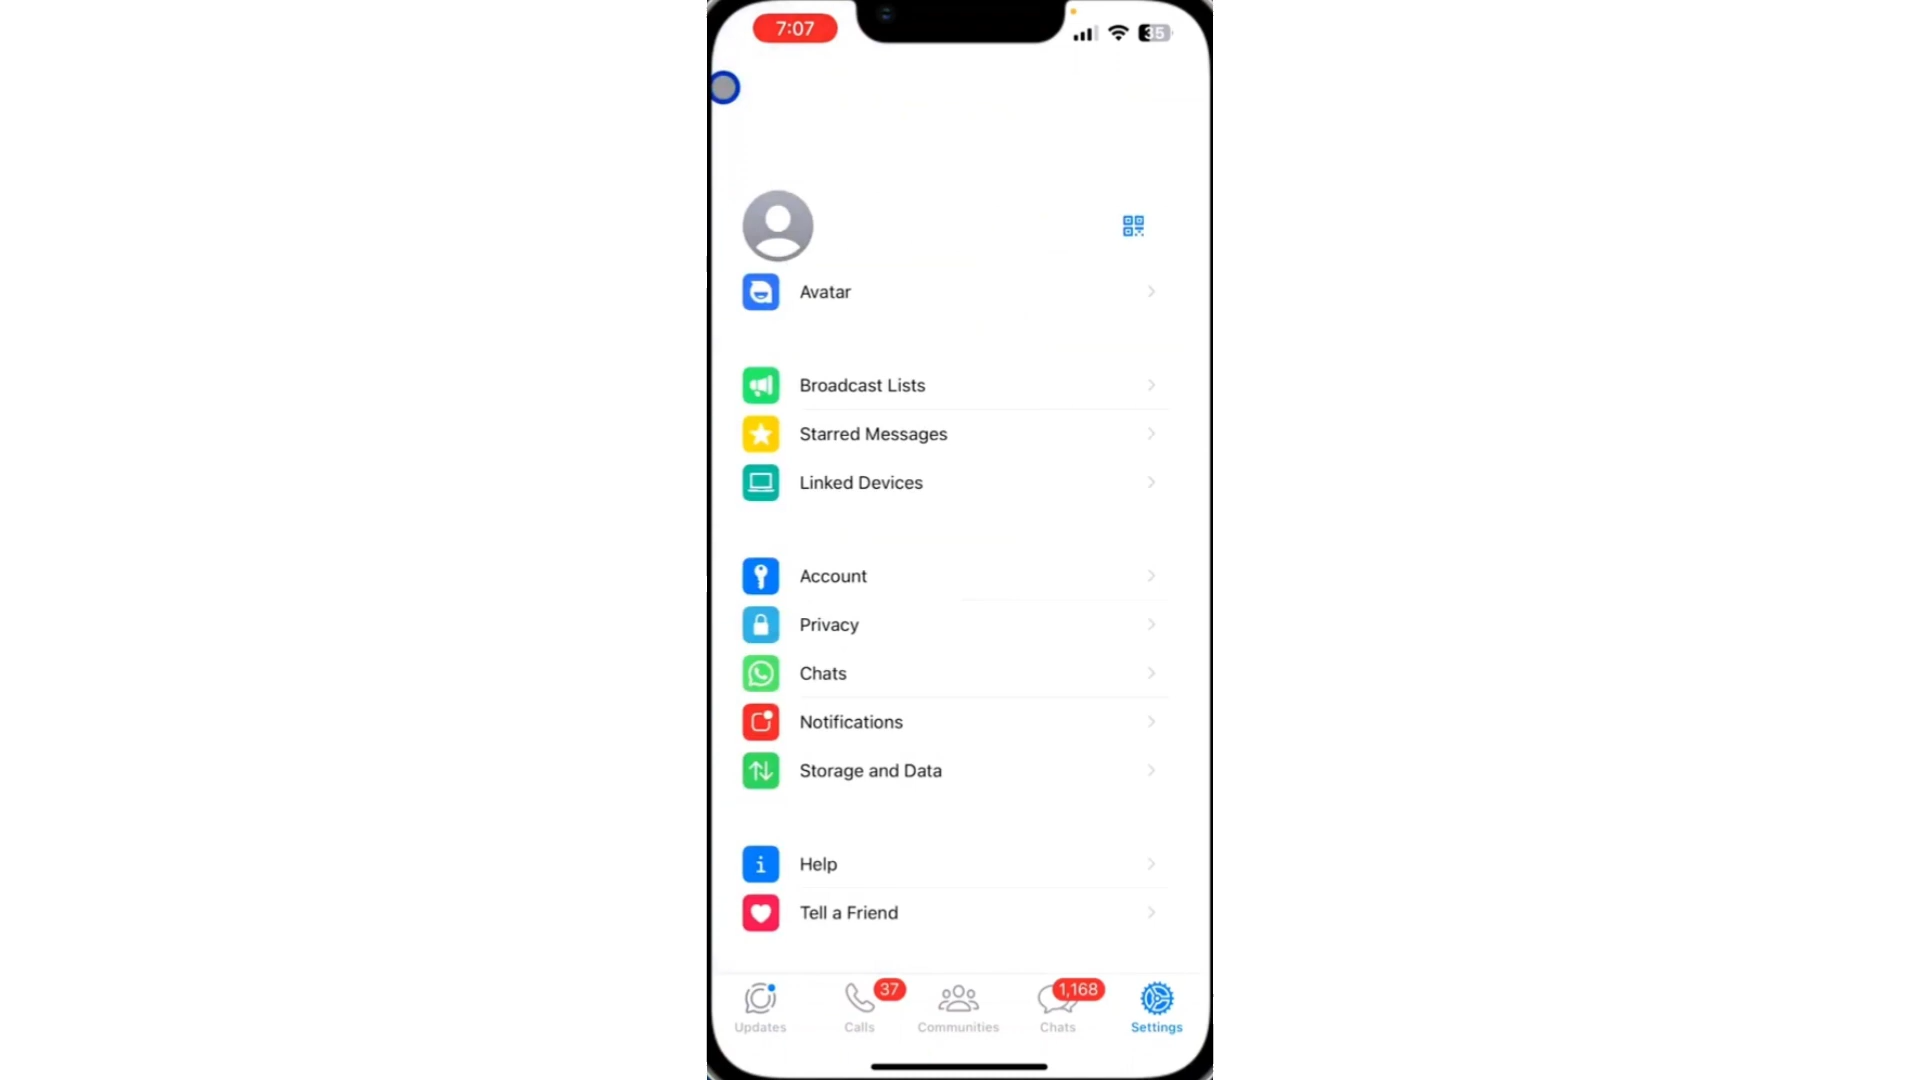 7:07
35
Avatar
Broadcast Lists
Starred Messages
Linked Devices
Account
Privacy
Chats
Notifications
Storage and Data
Help
Tell a Friend
37
1,168
Updates
Calls
Communities
Chats
Settings